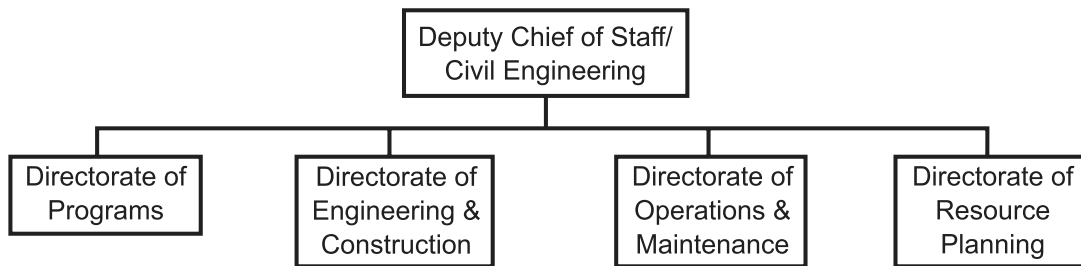 Deputy Chief of Staff/
Civil Engineering
Directorate of
Programs
Directorate of
Engineering &
Construction
Directorate of
Operations &
Maintenance
Directorate of
Resource
Planning